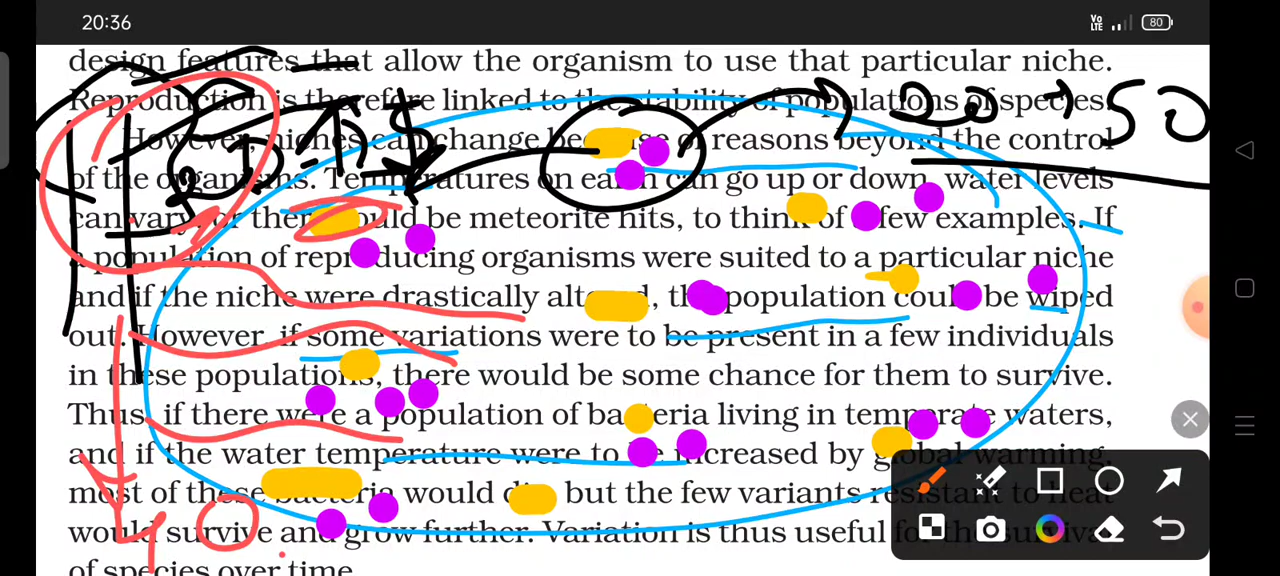 20:36
Vo LTE 80
design features that allow the organism to use that particular niche.
Reproduction is therefore linked to the stability of populations of species.
20 → 50
However, niches can change because of reasons beyond the control
of the organisms. Temperatures on earth can go up or down, water levels
can vary, or there could be meteorite hits, to think of a few examples. If
a population of reproducing organisms were suited to a particular niche
and if the niche were drastically altered, the population could be wiped
out. However, if some variations were to be present in a few individuals
in these populations, there would be some chance for them to survive.
Thus, if there were a population of bacteria living in temperate waters,
and if the water temperature were to be increased by global warming,
most of these bacteria would die, but the few variants resistant to heat
would survive and grow further. Variation is thus useful for the survival
of species over time.